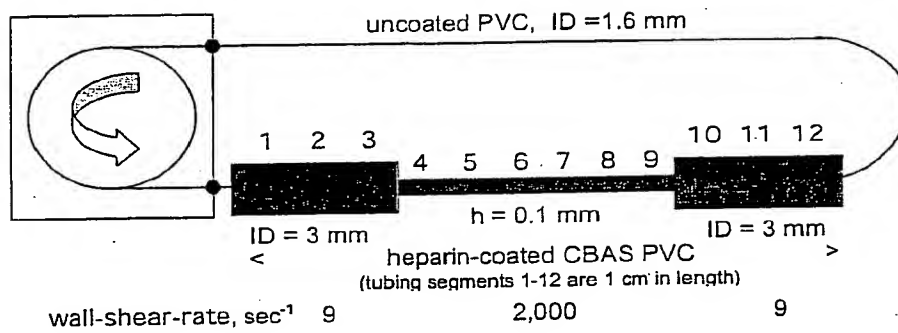 uncoated PVC, ID =1.6 mm
1 2 3
4 5 6 7 8 9
10 11 12
ID = 3 mm
h = 0.1 mm
ID = 3 mm
< heparin-coated CBAS PVC >
(tubing segments 1-12 are 1 cm in length)
wall-shear-rate, sec⁻¹ 9 2,000 9